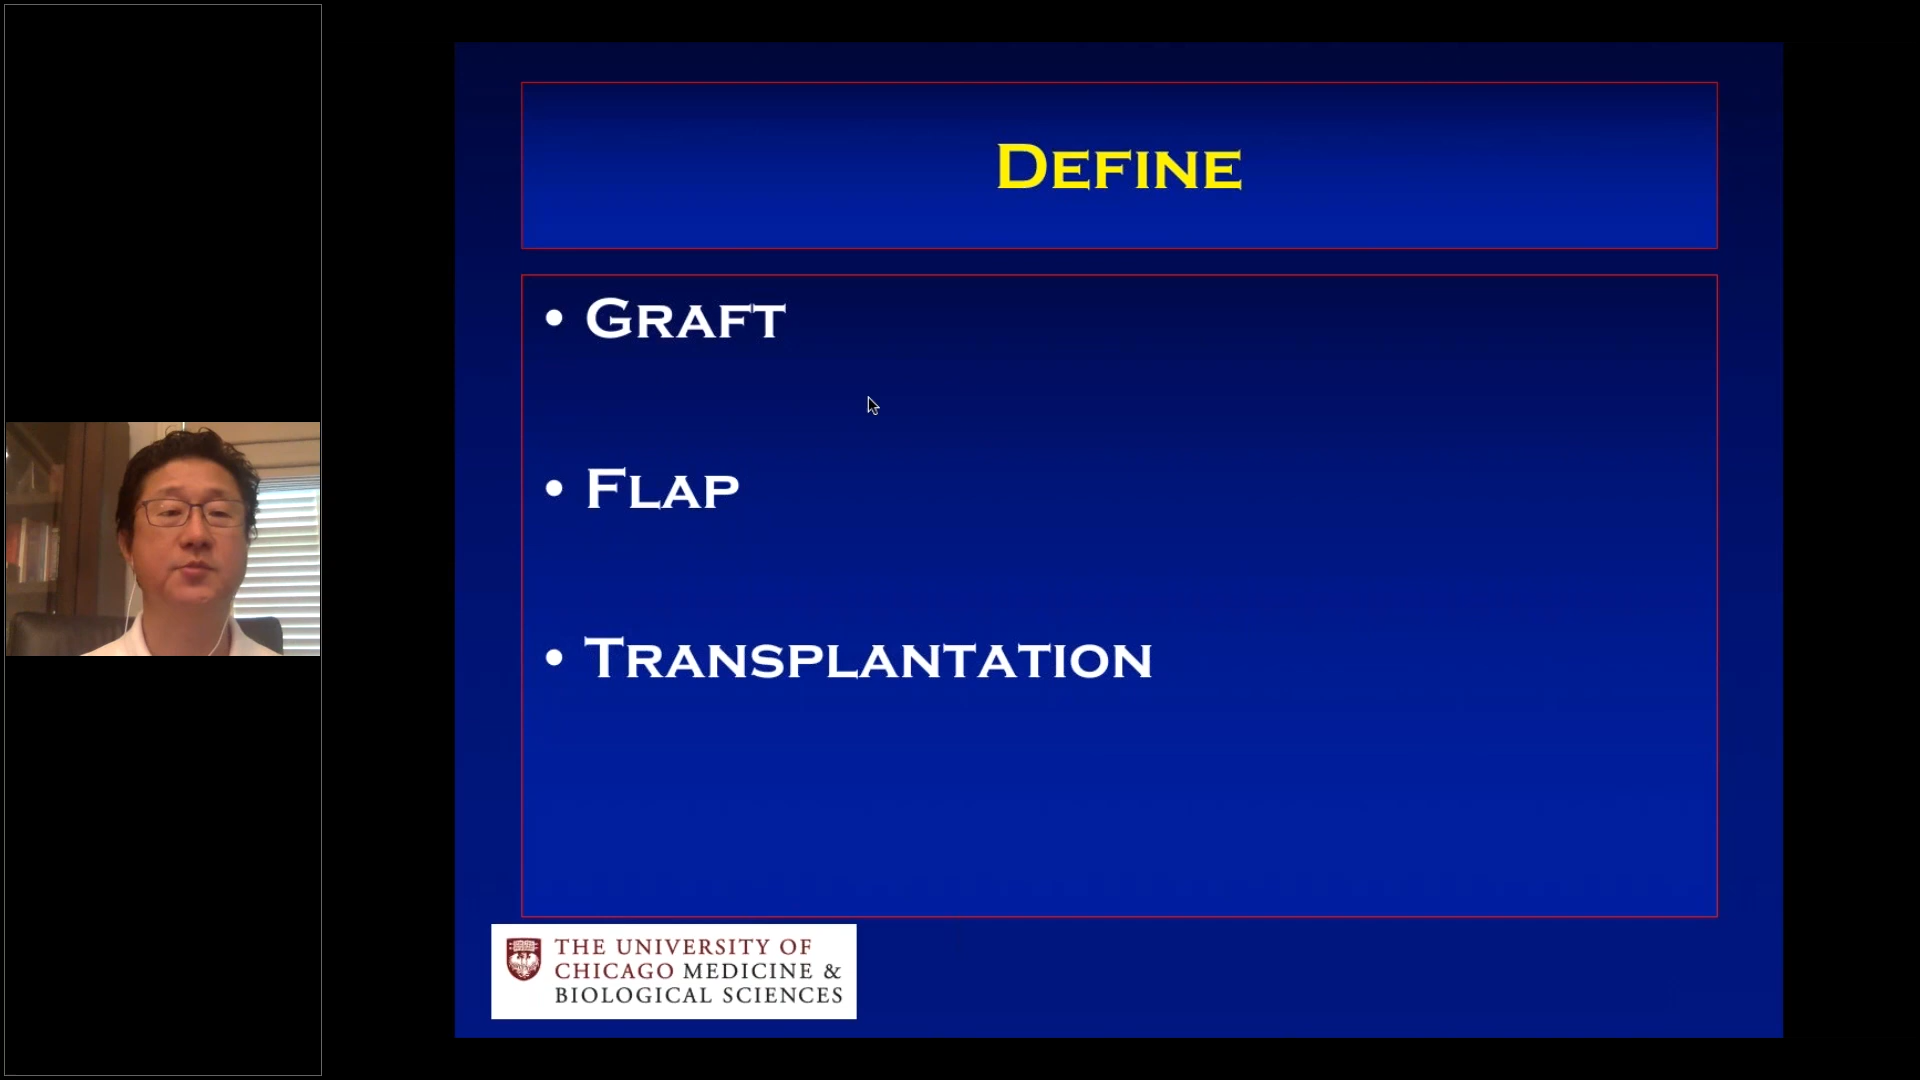 Define
• Graft
• Flap
• Transplantation
THE UNIVERSITY OF
CHICAGO MEDICINE &
BIOLOGICAL SCIENCES